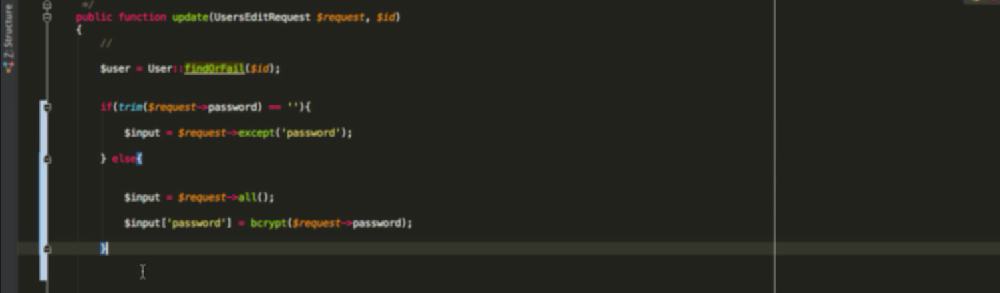 */
public function update(UsersEditRequest $request, $id)
{
//
$user = User::findOrFail($id);
if(trim($request->password) == ''){
$input = $request->except('password');
} else{
$input = $request->all();
$input['password'] = bcrypt($request->password);
}
Z: Structure